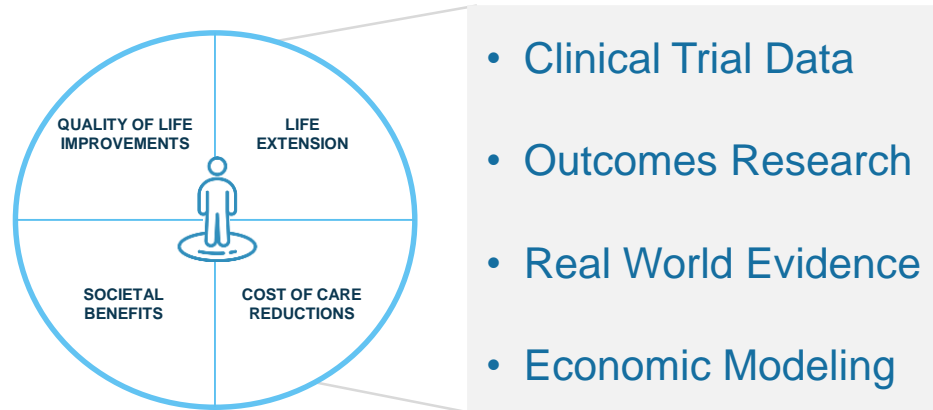 QUALITY OF LIFE
IMPROVEMENTS
LIFE
EXTENSION
SOCIETAL
BENEFITS
COST OF CARE
REDUCTIONS
• Clinical Trial Data
• Outcomes Research
• Real World Evidence
• Economic Modeling